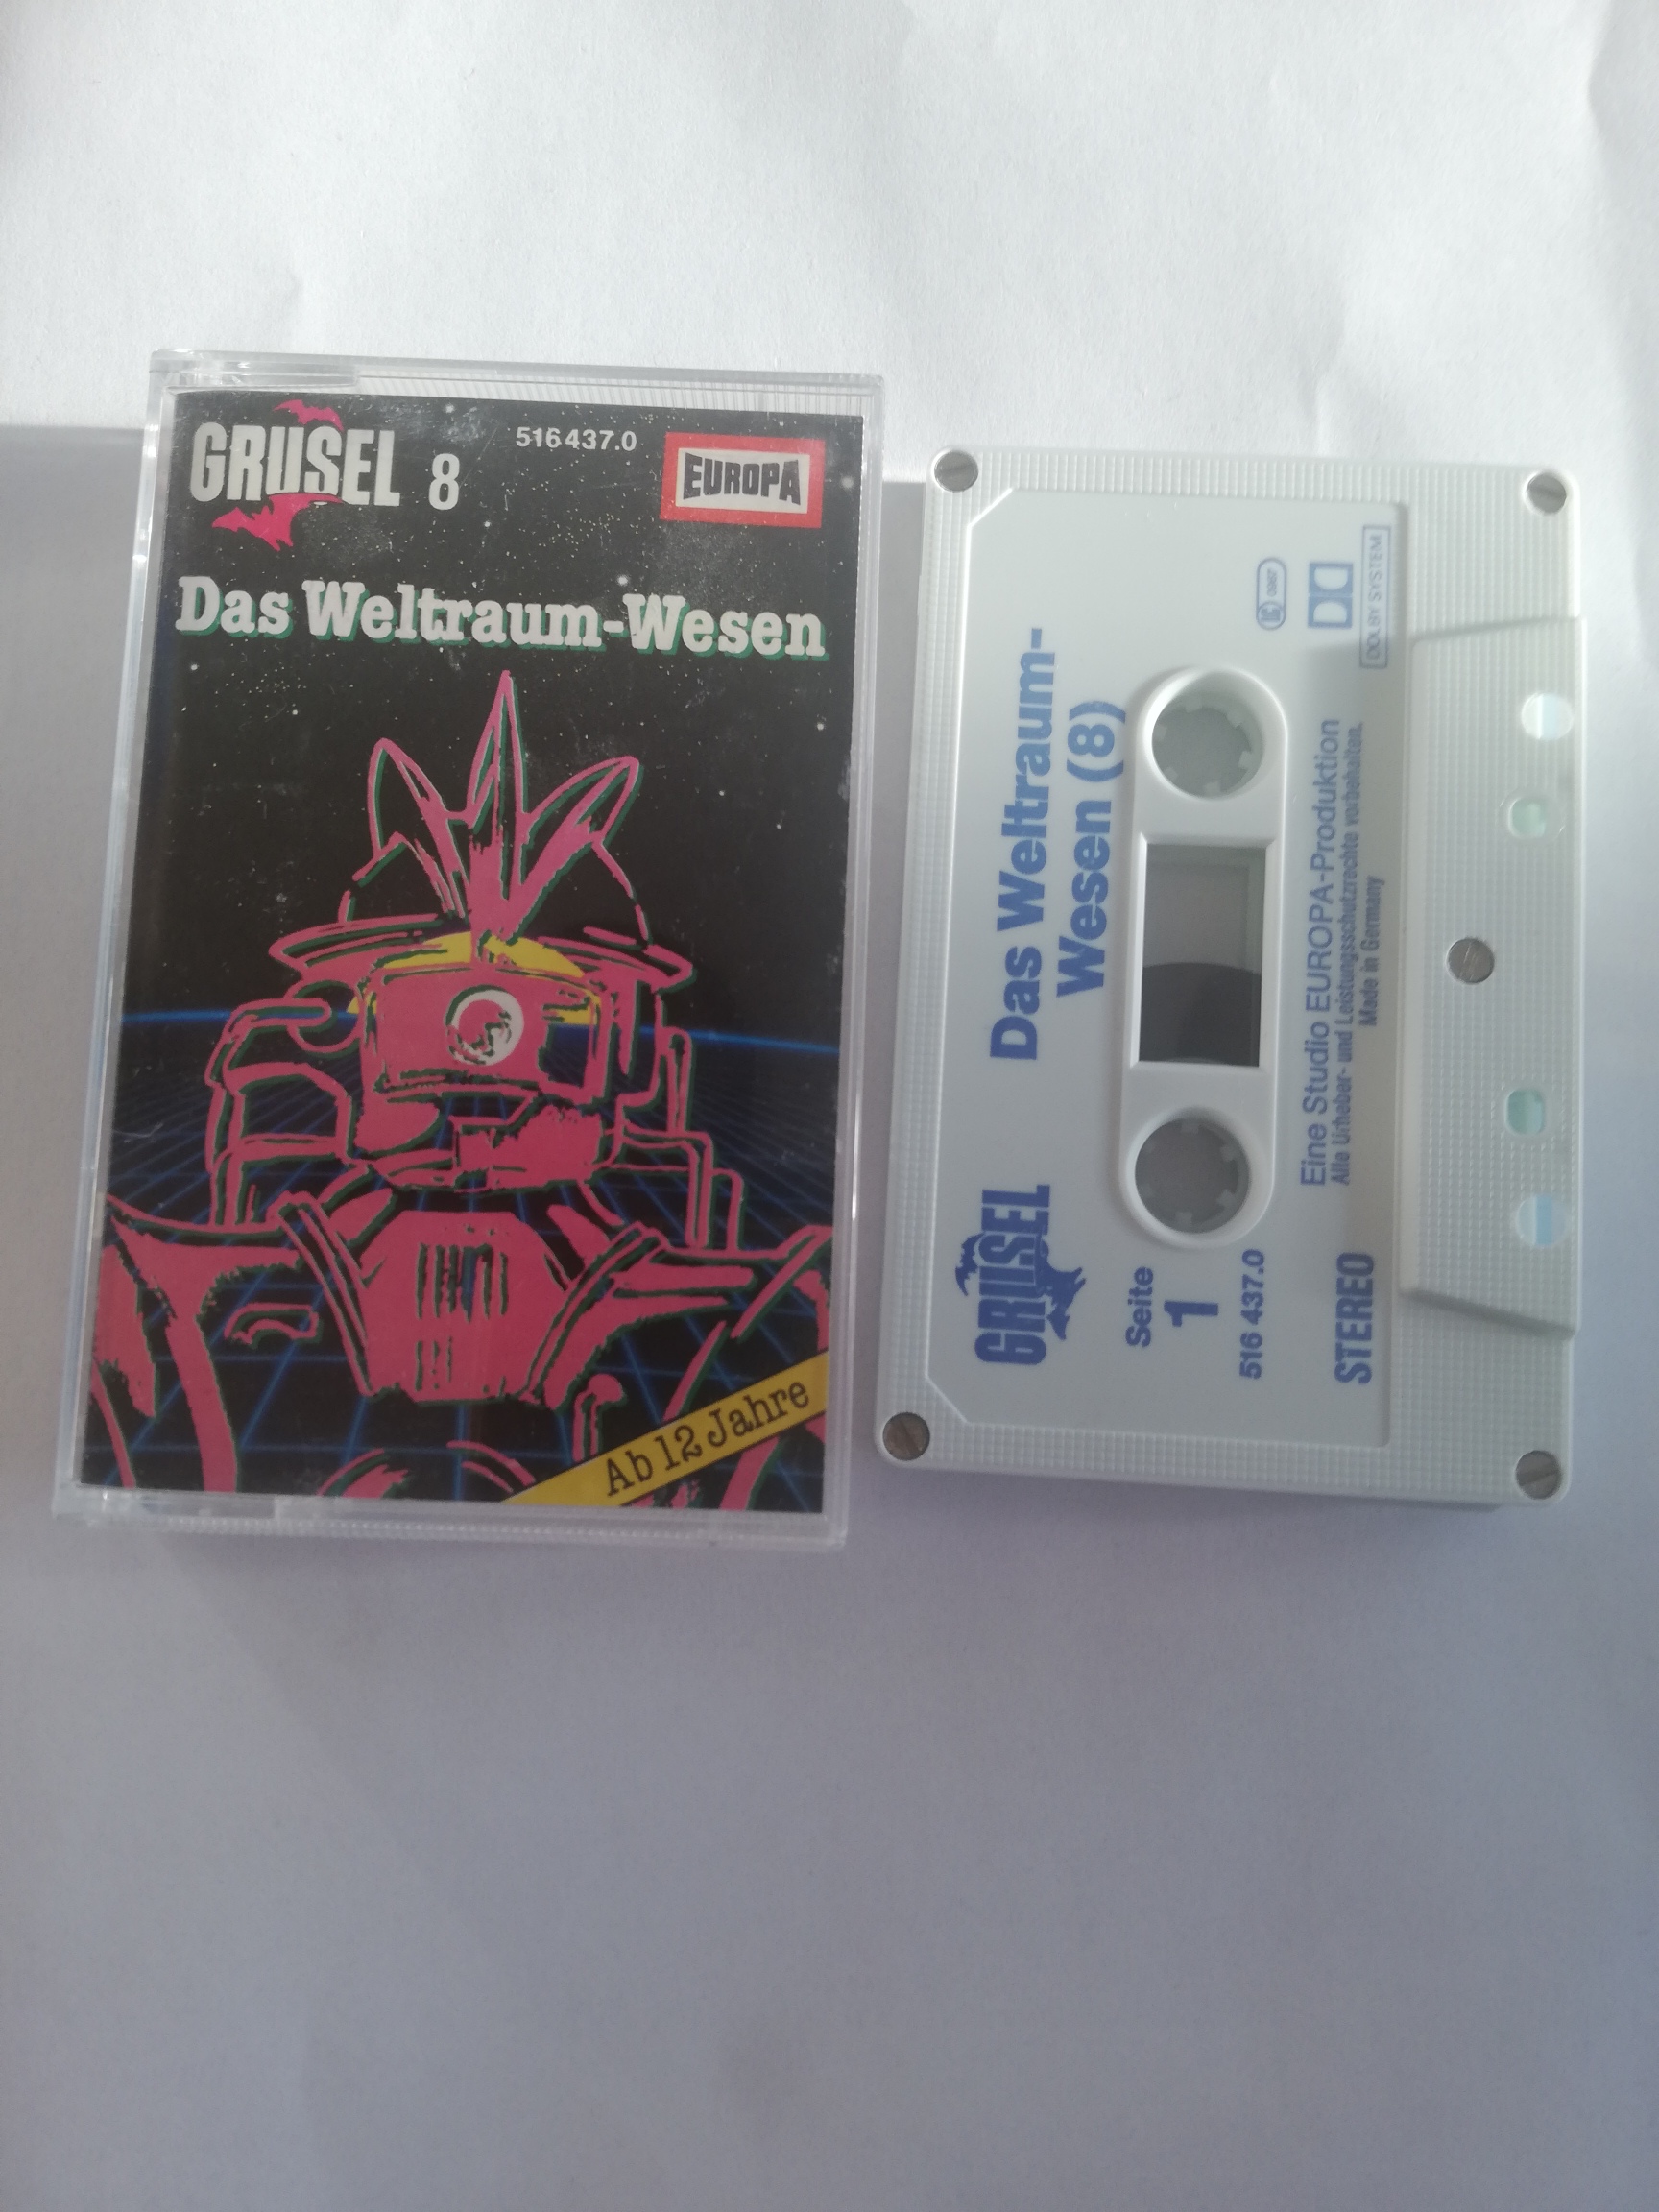 GRUSEL 8
516 437.0
EUROPA
Das Weltraum-Wesen
Ab 12 Jahre
GRUSEL
Das Weltraum-
Wesen (8)
Seite
1
516 437.0
Eine Studio EUROPA-Produktion
Alle Urheber- und Leistungsschutzrechte vorbehalten.
Made in Germany
STEREO
DOLBY SYSTEM